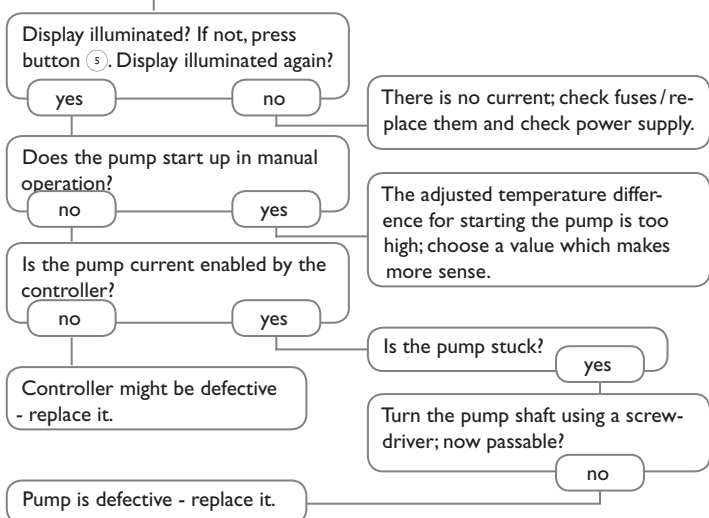 Display illuminated? If not, press
button 5. Display illuminated again?
yes
no
There is no current; check fuses / re-
place them and check power supply.
Does the pump start up in manual
operation?
no
yes
The adjusted temperature differ-
ence for starting the pump is too
high; choose a value which makes
more sense.
Is the pump current enabled by the
controller?
no
yes
Is the pump stuck?
yes
Controller might be defective
- replace it.
Turn the pump shaft using a screw-
driver; now passable?
no
Pump is defective - replace it.